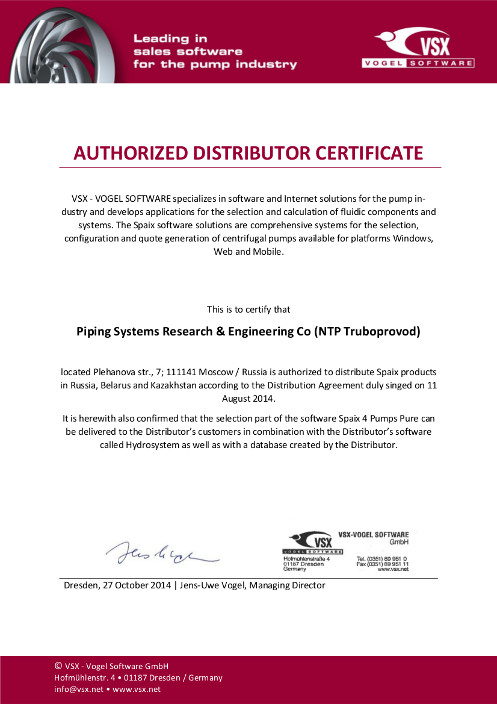 Leading in
sales software
for the pump industry
VSX
VOGEL SOFTWARE
AUTHORIZED DISTRIBUTOR CERTIFICATE
VSX - VOGEL SOFTWARE specializes in software and Internet solutions for the pump in-
dustry and develops applications for the selection and calculation of fluidic components and
systems. The Spaix software solutions are comprehensive systems for the selection,
configuration and quote generation of centrifugal pumps available for platforms Windows,
Web and Mobile.
This is to certify that
Piping Systems Research & Engineering Co (NTP Truboprovod)
located Plehanova str., 7; 111141 Moscow / Russia is authorized to distribute Spaix products
in Russia, Belarus and Kazakhstan according to the Distribution Agreement duly singed on 11
August 2014.
It is herewith also confirmed that the selection part of the software Spaix 4 Pumps Pure can
be delivered to the Distributor's customers in combination with the Distributor's software
called Hydrosystem as well as with a database created by the Distributor.
VSX
VOGEL SOFTWARE
VSX-VOGEL SOFTWARE
GmbH
Hofmühlenstraße 4
01187 Dresden
Germany
Tel. (0351) 89 951 0
Fax (0351) 89 951 11
www.vsx.net
Dresden, 27 October 2014 | Jens-Uwe Vogel, Managing Director
© VSX - Vogel Software GmbH
Hofmühlenstr. 4 • 01187 Dresden / Germany
info@vsx.net • www.vsx.net